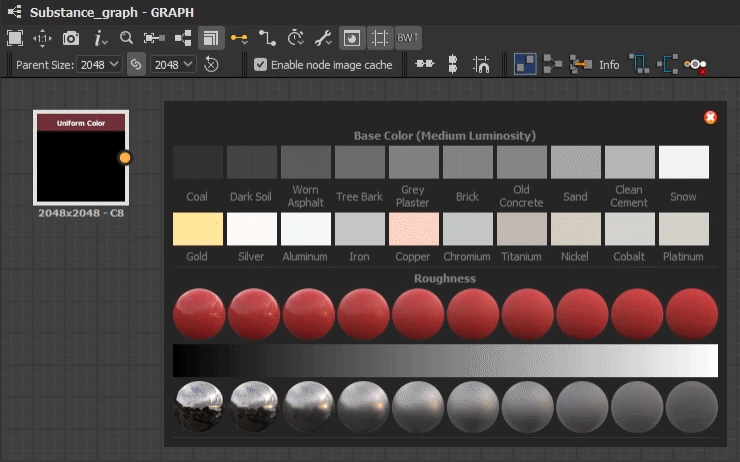 Substance_graph - GRAPH
1:1 i BWT
Parent Size: 2048 2048 Enable node image cache Info
Base Color (Medium Luminosity)
Uniform Color
Coal Dark Soil Worn Asphalt Tree Bark Grey Plaster Brick Old Concrete Sand Clean Cement Snow
2048x2048 - C8
Gold Silver Aluminum Iron Copper Chromium Titanium Nickel Cobalt Platinum
Roughness